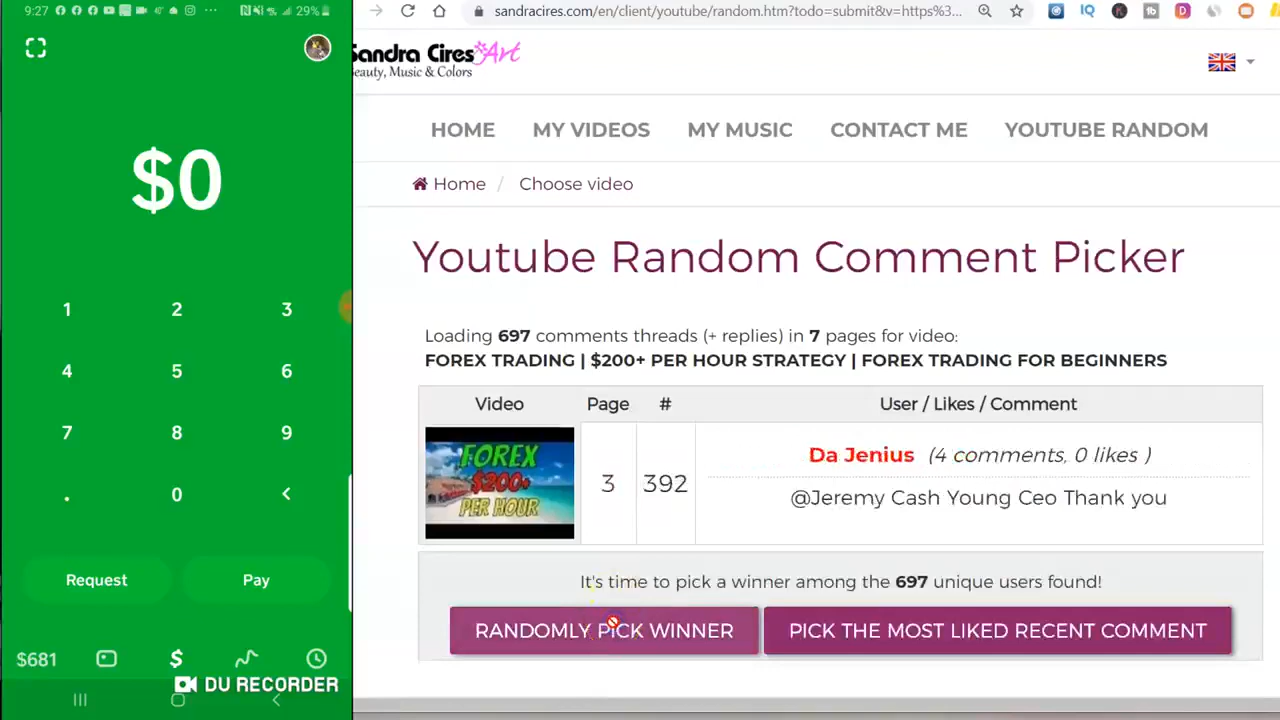 9:27
29%
$0
1 2 3
4 5 6
7 8 9
. 0 <
Request Pay
$681 $
DU RECORDER
sandracires.com/en/client/youtube/random.htm?todo=submit&v=https%3...
Sandra Cires Art
Beauty, Music & Colors
HOME MY VIDEOS MY MUSIC CONTACT ME YOUTUBE RANDOM
Home / Choose video
Youtube Random Comment Picker
Loading 697 comments threads (+ replies) in 7 pages for video:
FOREX TRADING | $200+ PER HOUR STRATEGY | FOREX TRADING FOR BEGINNERS
Video Page # User / Likes / Comment
FOREX
$200+
PER HOUR
3 392
Da Jenius (4 comments, 0 likes )
@Jeremy Cash Young Ceo Thank you
It's time to pick a winner among the 697 unique users found!
RANDOMLY PICK WINNER PICK THE MOST LIKED RECENT COMMENT